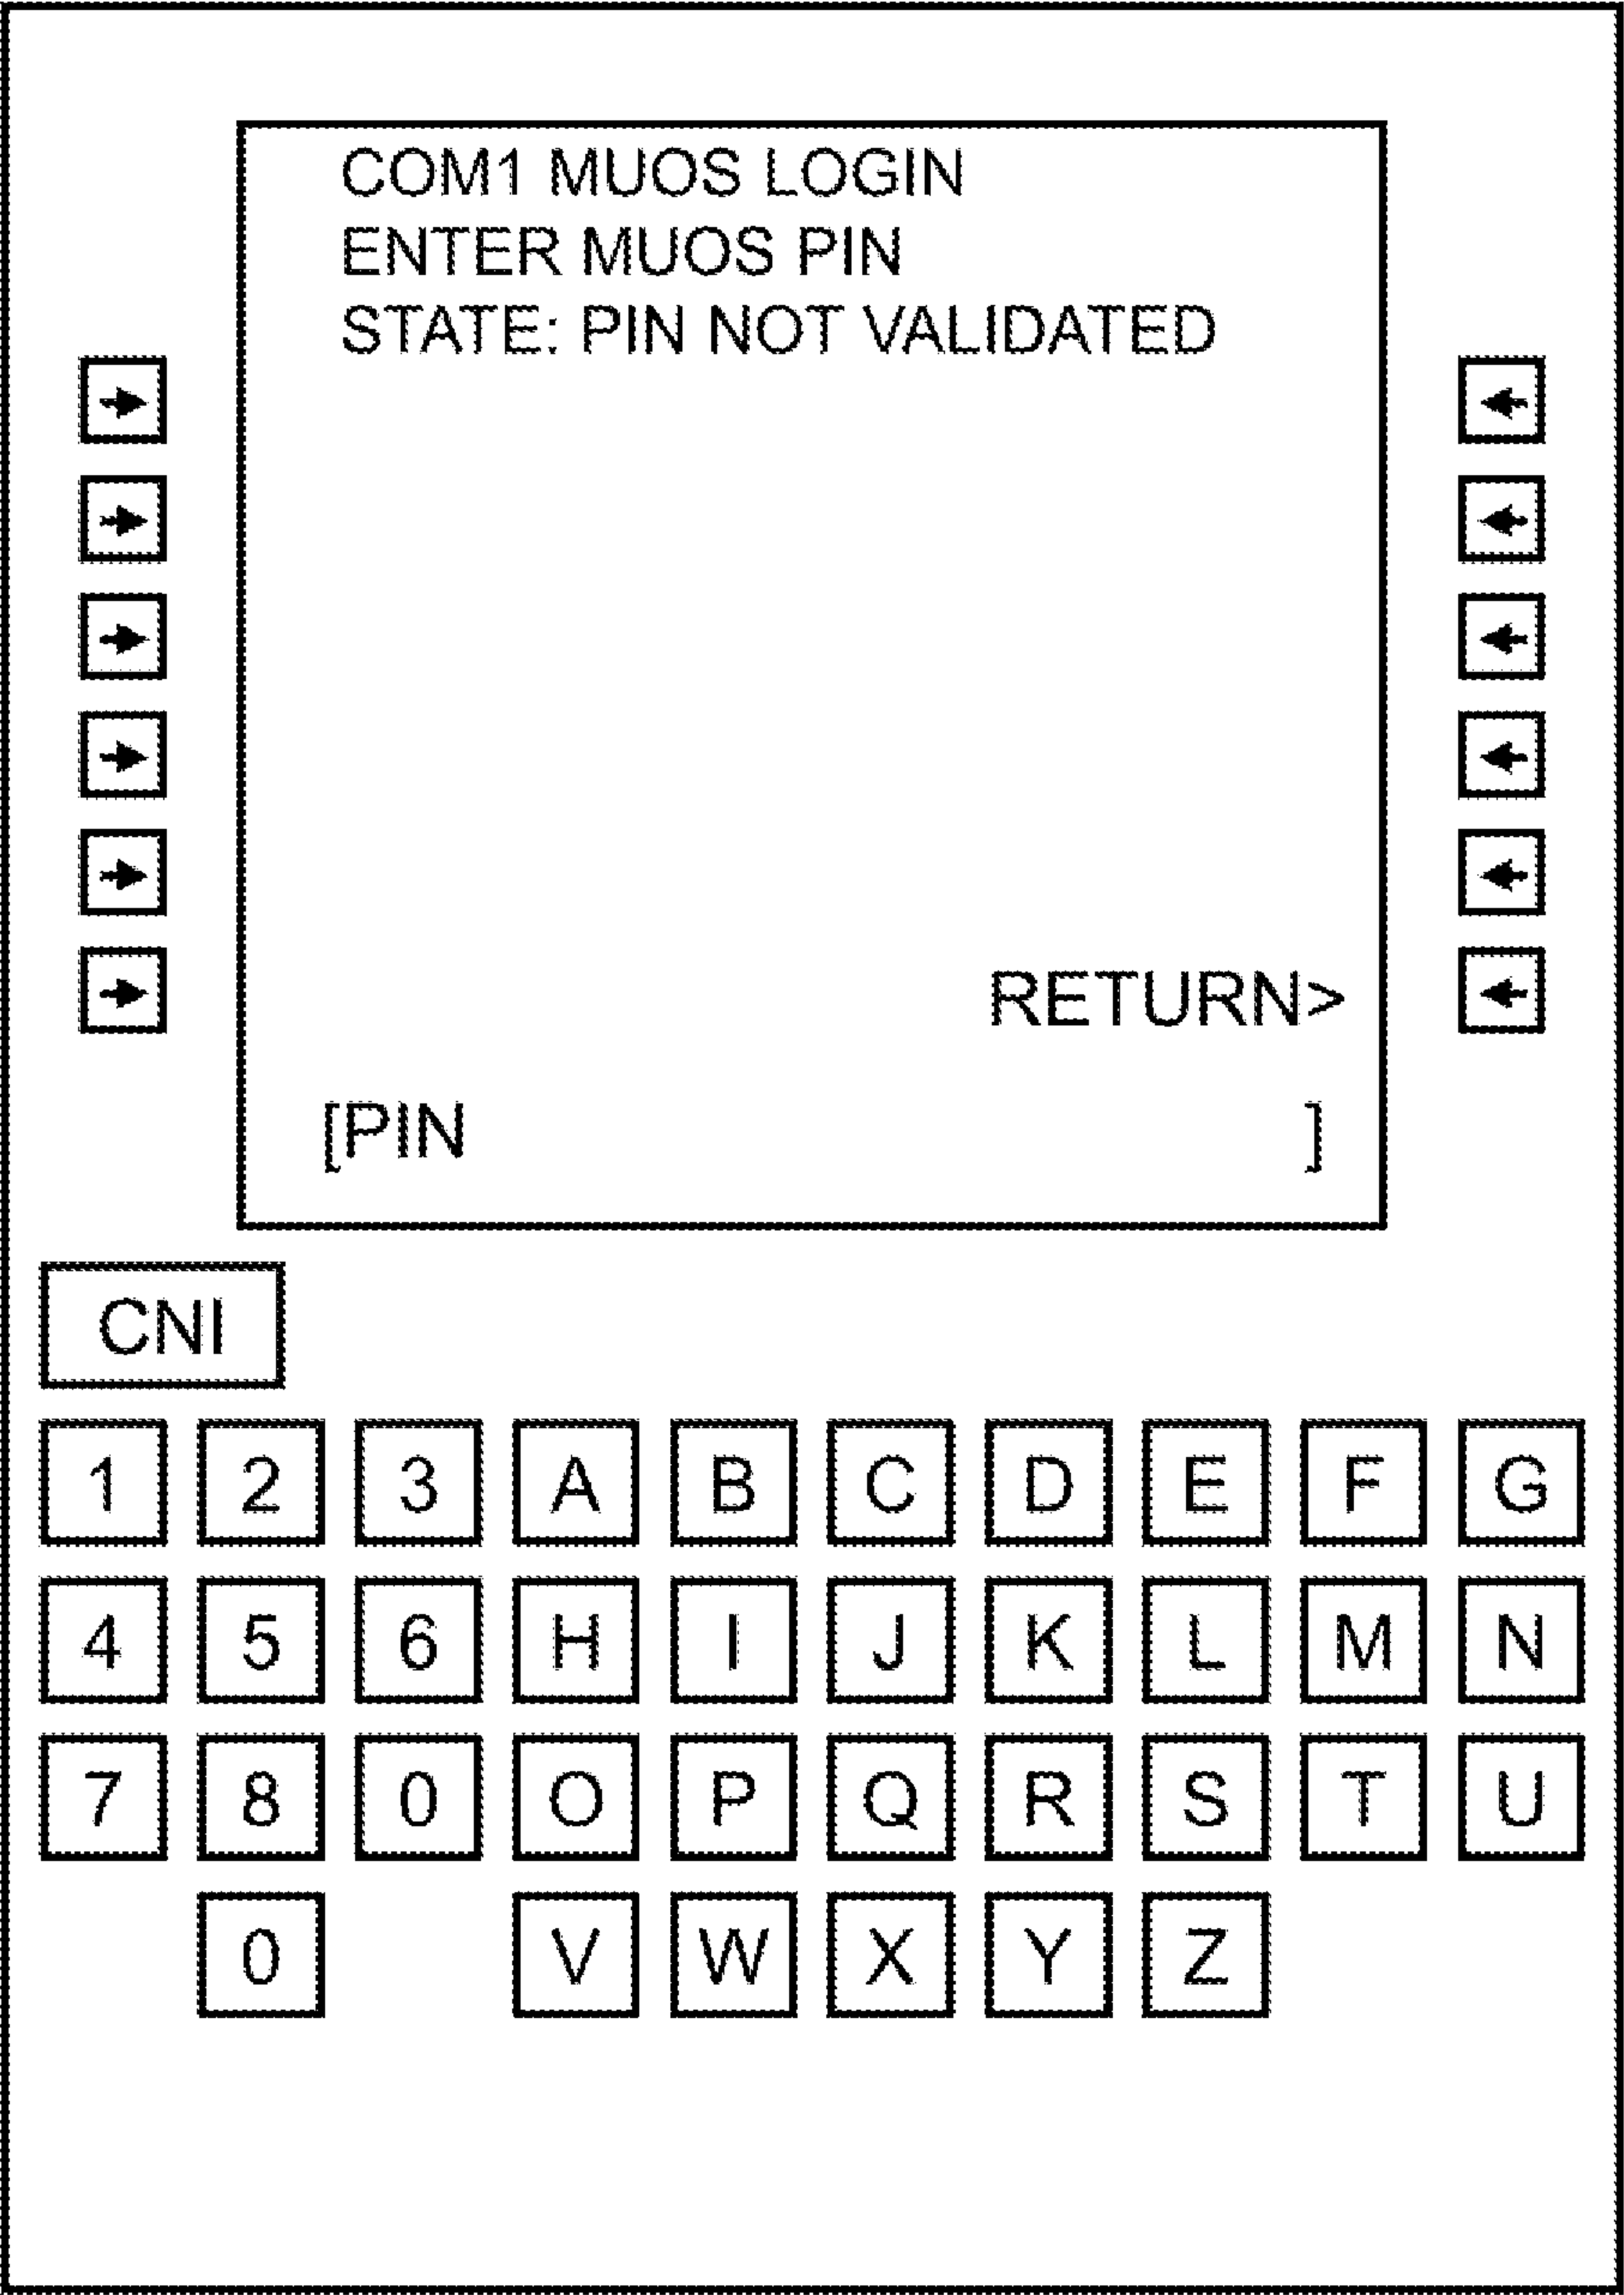 COM1 MUOS LOGIN
ENTER MUOS PIN
STATE: PIN NOT VALIDATED
RETURN>
[PIN ]
CNI
1 2 3 A B C D E F G
4 5 6 H I J K L M N
7 8 0 O P Q R S T U
0 V W X Y Z